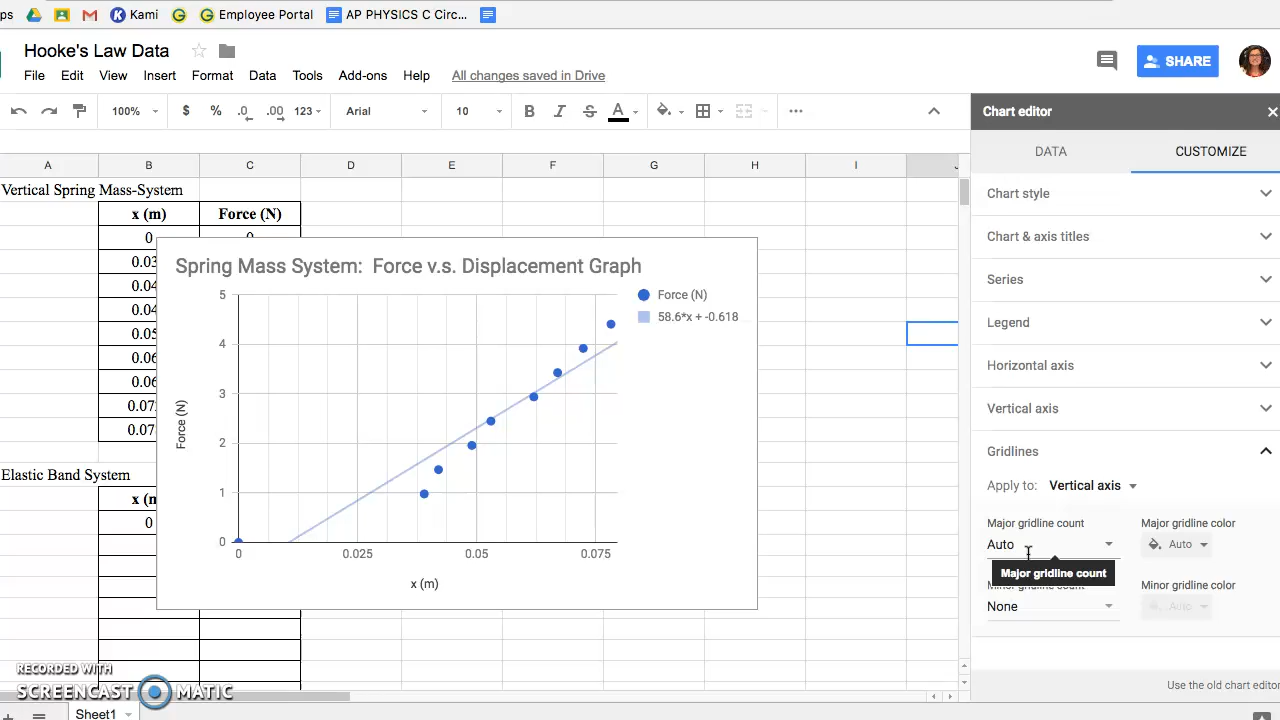 ps Kami Employee Portal AP PHYSICS C Circ...
Hooke's Law Data
SHARE
File Edit View Insert Format Data Tools Add-ons Help All changes saved in Drive
100% $ % .0 .00 123 Arial 10 B I S A
Chart editor
DATA CUSTOMIZE
A B C D E F G H I
Vertical Spring Mass-System
x (m) Force (N)
0 0
0.03
0.04
0.04
0.05
0.06
0.06
0.07
0.07
Elastic Band System
x (m
0
Spring Mass System: Force v.s. Displacement Graph
Force (N)
58.6*x + -0.618
5
4
3
2
1
0
Force (N)
0 0.025 0.05 0.075
x (m)
Chart style
Chart & axis titles
Series
Legend
Horizontal axis
Vertical axis
Gridlines
Apply to: Vertical axis
Major gridline count Major gridline color
Auto Auto
Major gridline count
Minor gridline count Minor gridline color
None Auto
Use the old chart editor
RECORDED WITH
SCREENCAST MATIC
Sheet1